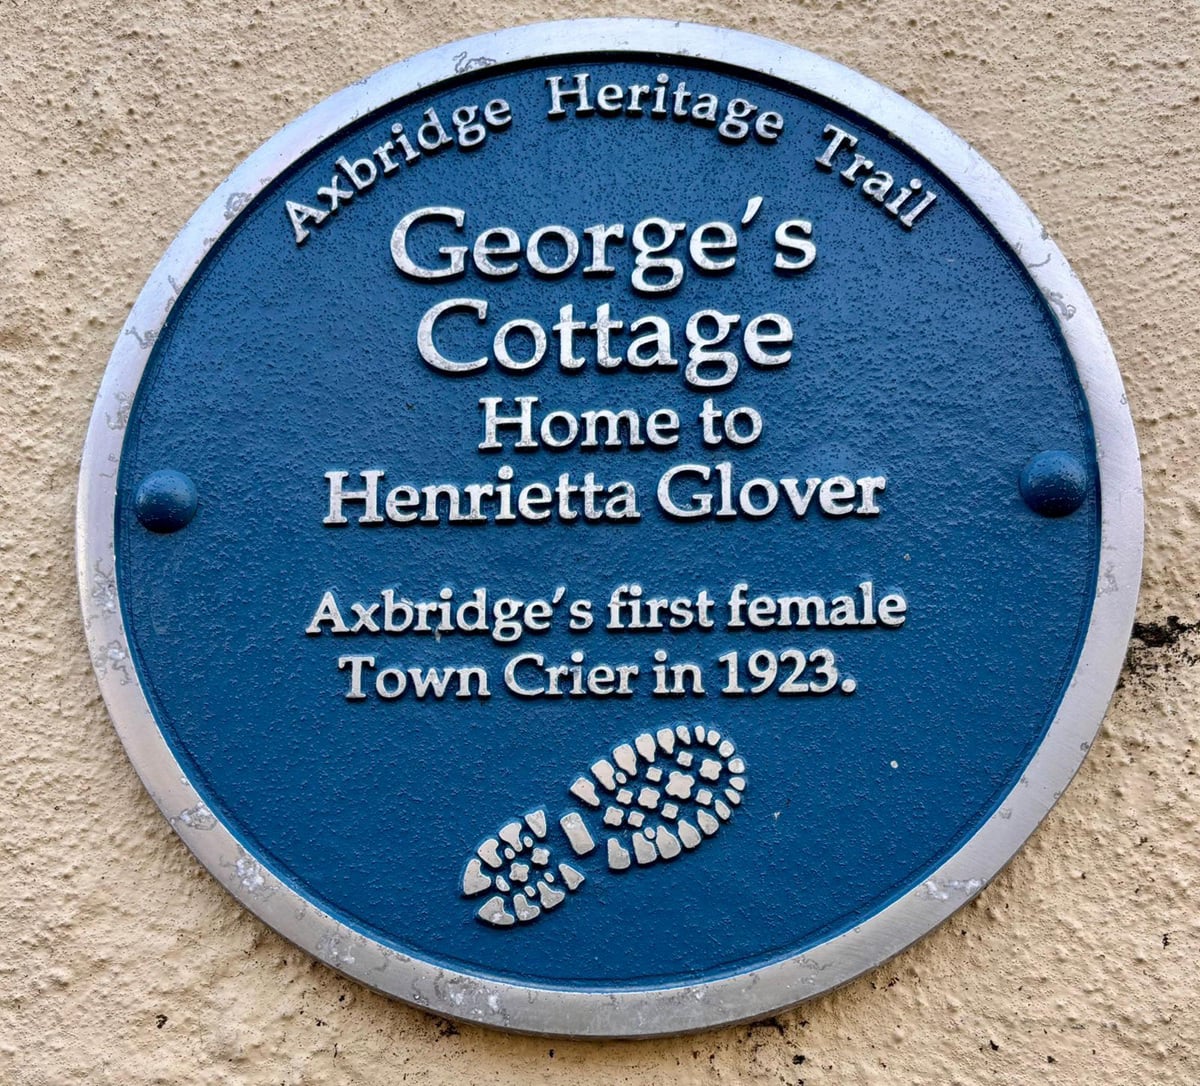 Axbridge Heritage Trail
George's
Cottage
Home to
Henrietta Glover
Axbridge's first female
Town Crier in 1923.